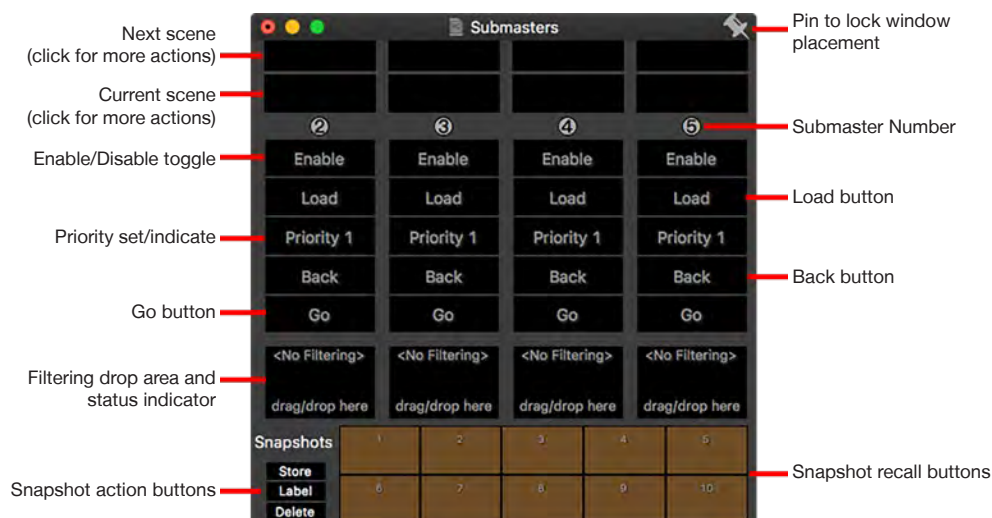 Submasters
Pin to lock window
placement
Next scene
(click for more actions)
Current scene
(click for more actions)
2 3 4 5
Submaster Number
Enable/Disable toggle
Enable Enable Enable Enable
Load Load Load Load
Load button
Priority set/indicate
Priority 1 Priority 1 Priority 1 Priority 1
Back Back Back Back
Back button
Go button
Go Go Go Go
<No Filtering> <No Filtering> <No Filtering> <No Filtering>
Filtering drop area and
status indicator
drag/drop here drag/drop here drag/drop here drag/drop here
Snapshots
1 2 3 4 5
Snapshot recall buttons
Store
Snapshot action buttons
Label
6 7 8 9 10
Delete